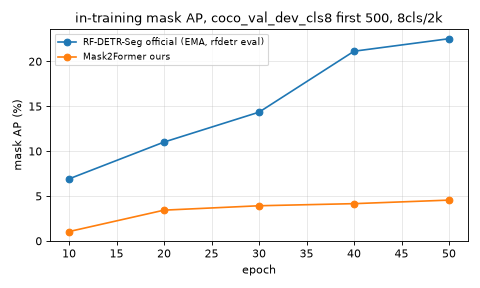 in-training mask AP, coco_val_dev_cls8 first 500, 8cls/2k
RF-DETR-Seg official (EMA, rfdetr eval)
Mask2Former ours
mask AP (%)
20
15
10
5
0
10 15 20 25 30 35 40 45 50
epoch